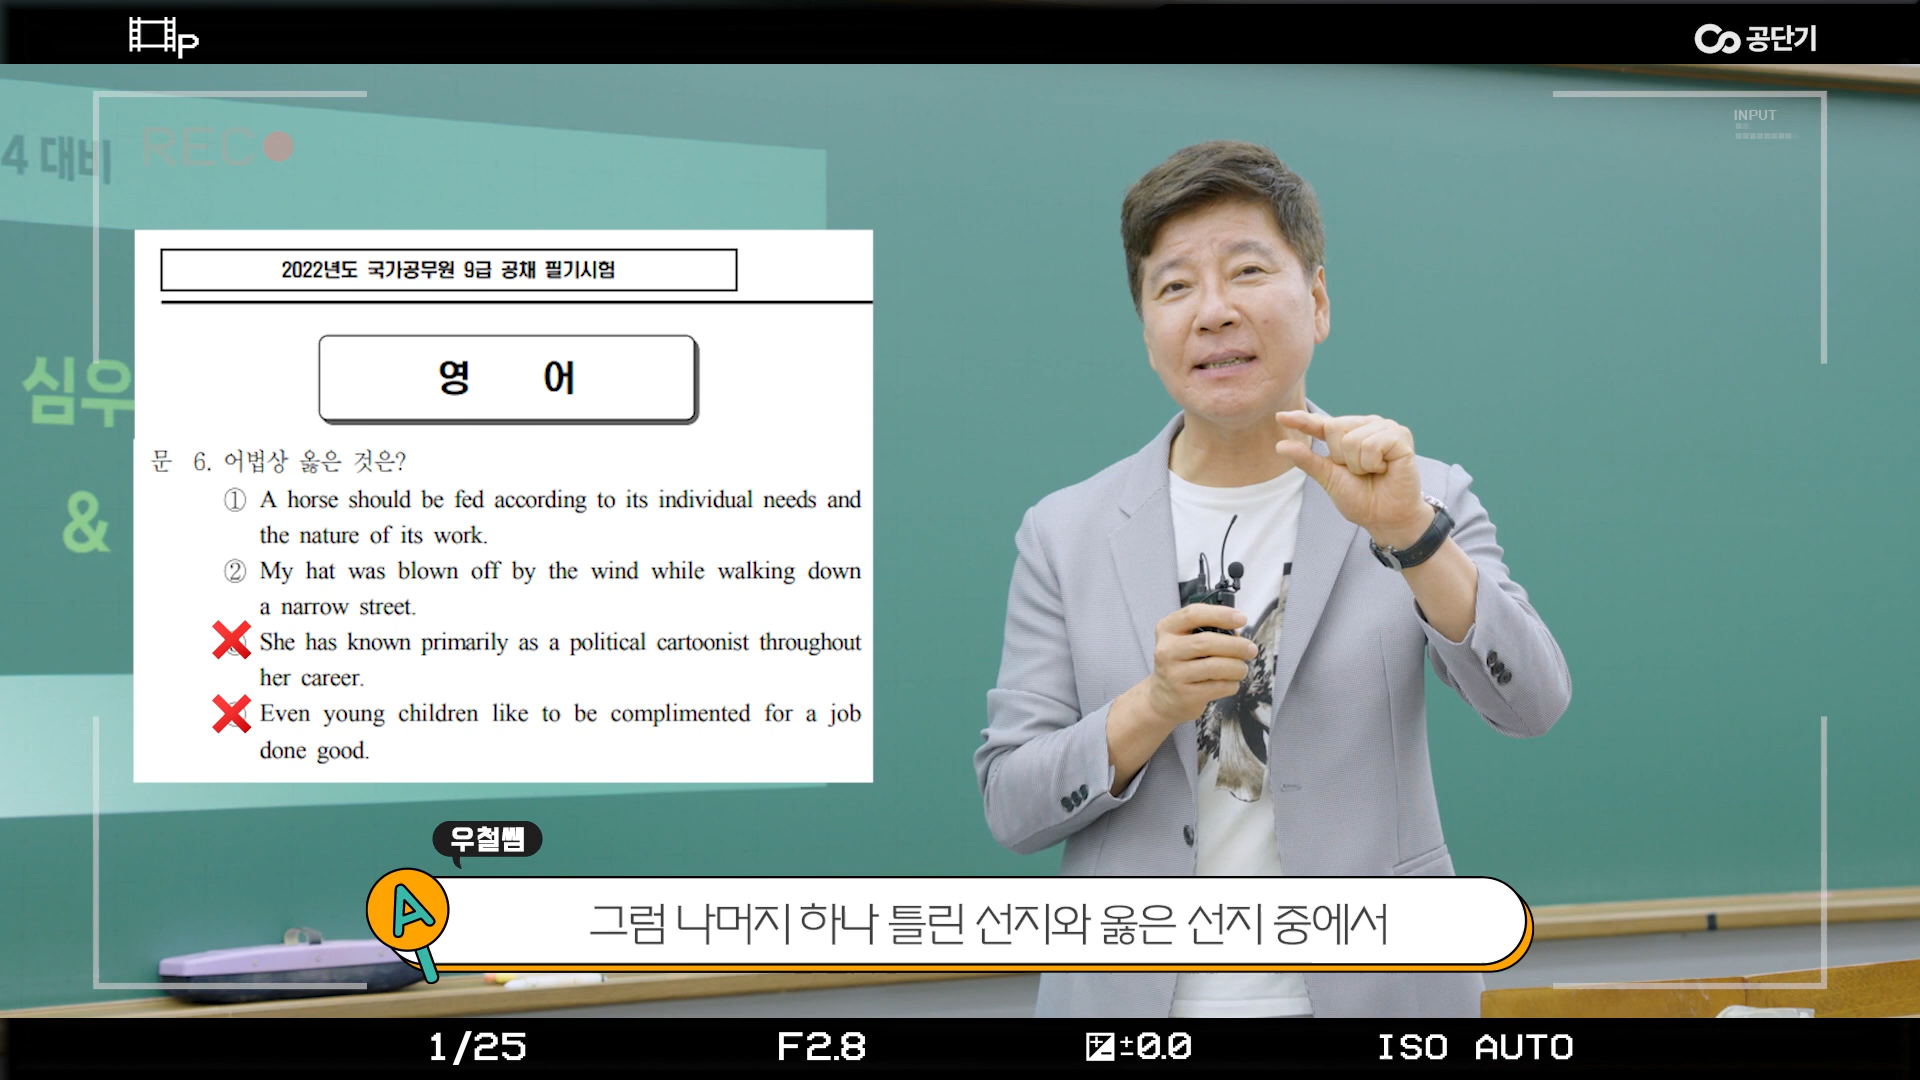 P
공단기
4 대비
REC
INPUT
심우
&
2022년도 국가공무원 9급 공채 필기시험
영 어
문 6. 어법상 옳은 것은?
① A horse should be fed according to its individual needs and
the nature of its work.
② My hat was blown off by the wind while walking down
a narrow street.
She has known primarily as a political cartoonist throughout
her career.
Even young children like to be complimented for a job
done good.
우철쌤
A
그럼 나머지 하나 틀린 선지와 옳은 선지 중에서
1/25 F2.8 ±0.0 ISO AUTO